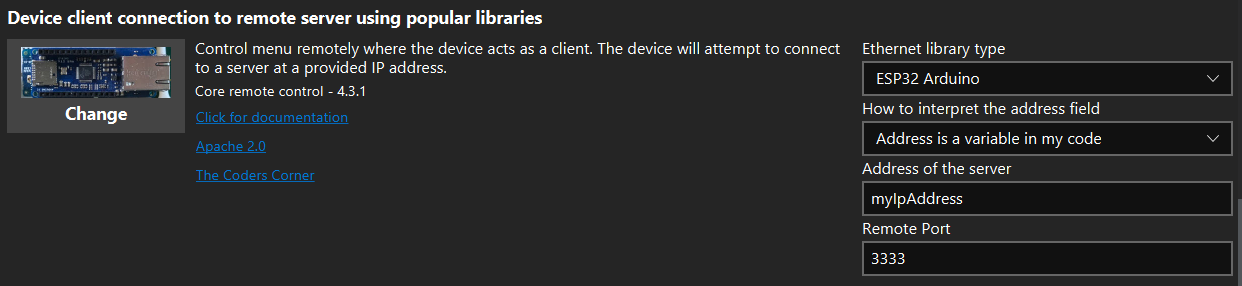 Device client connection to remote server using popular libraries
Change
Control menu remotely where the device acts as a client. The device will attempt to connect
to a server at a provided IP address.
Core remote control - 4.3.1
Click for documentation
Apache 2.0
The Coders Corner
Ethernet library type
ESP32 Arduino
How to interpret the address field
Address is a variable in my code
Address of the server
myIpAddress
Remote Port
3333